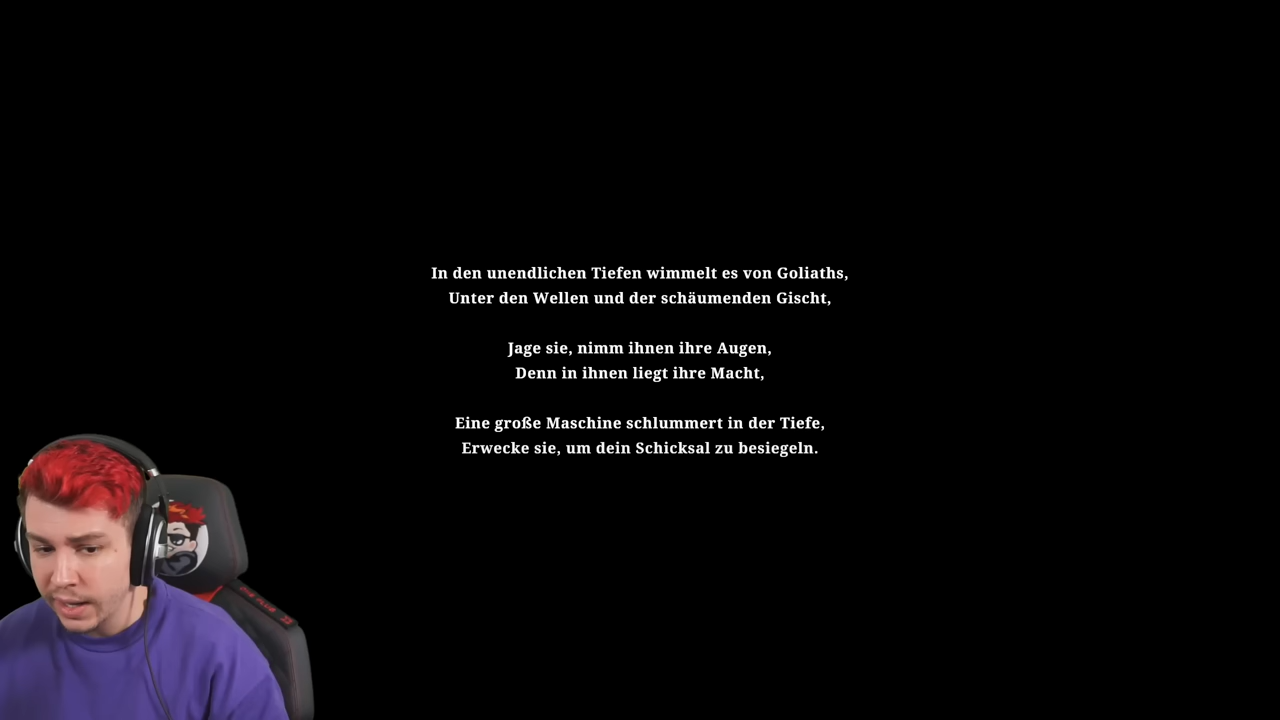 In den unendlichen Tiefen wimmelt es von Goliaths,
Unter den Wellen und der schäumenden Gischt,
Jage sie, nimm ihnen ihre Augen,
Denn in ihnen liegt ihre Macht,
Eine große Maschine schlummert in der Tiefe,
Erwecke sie, um dein Schicksal zu besiegeln.